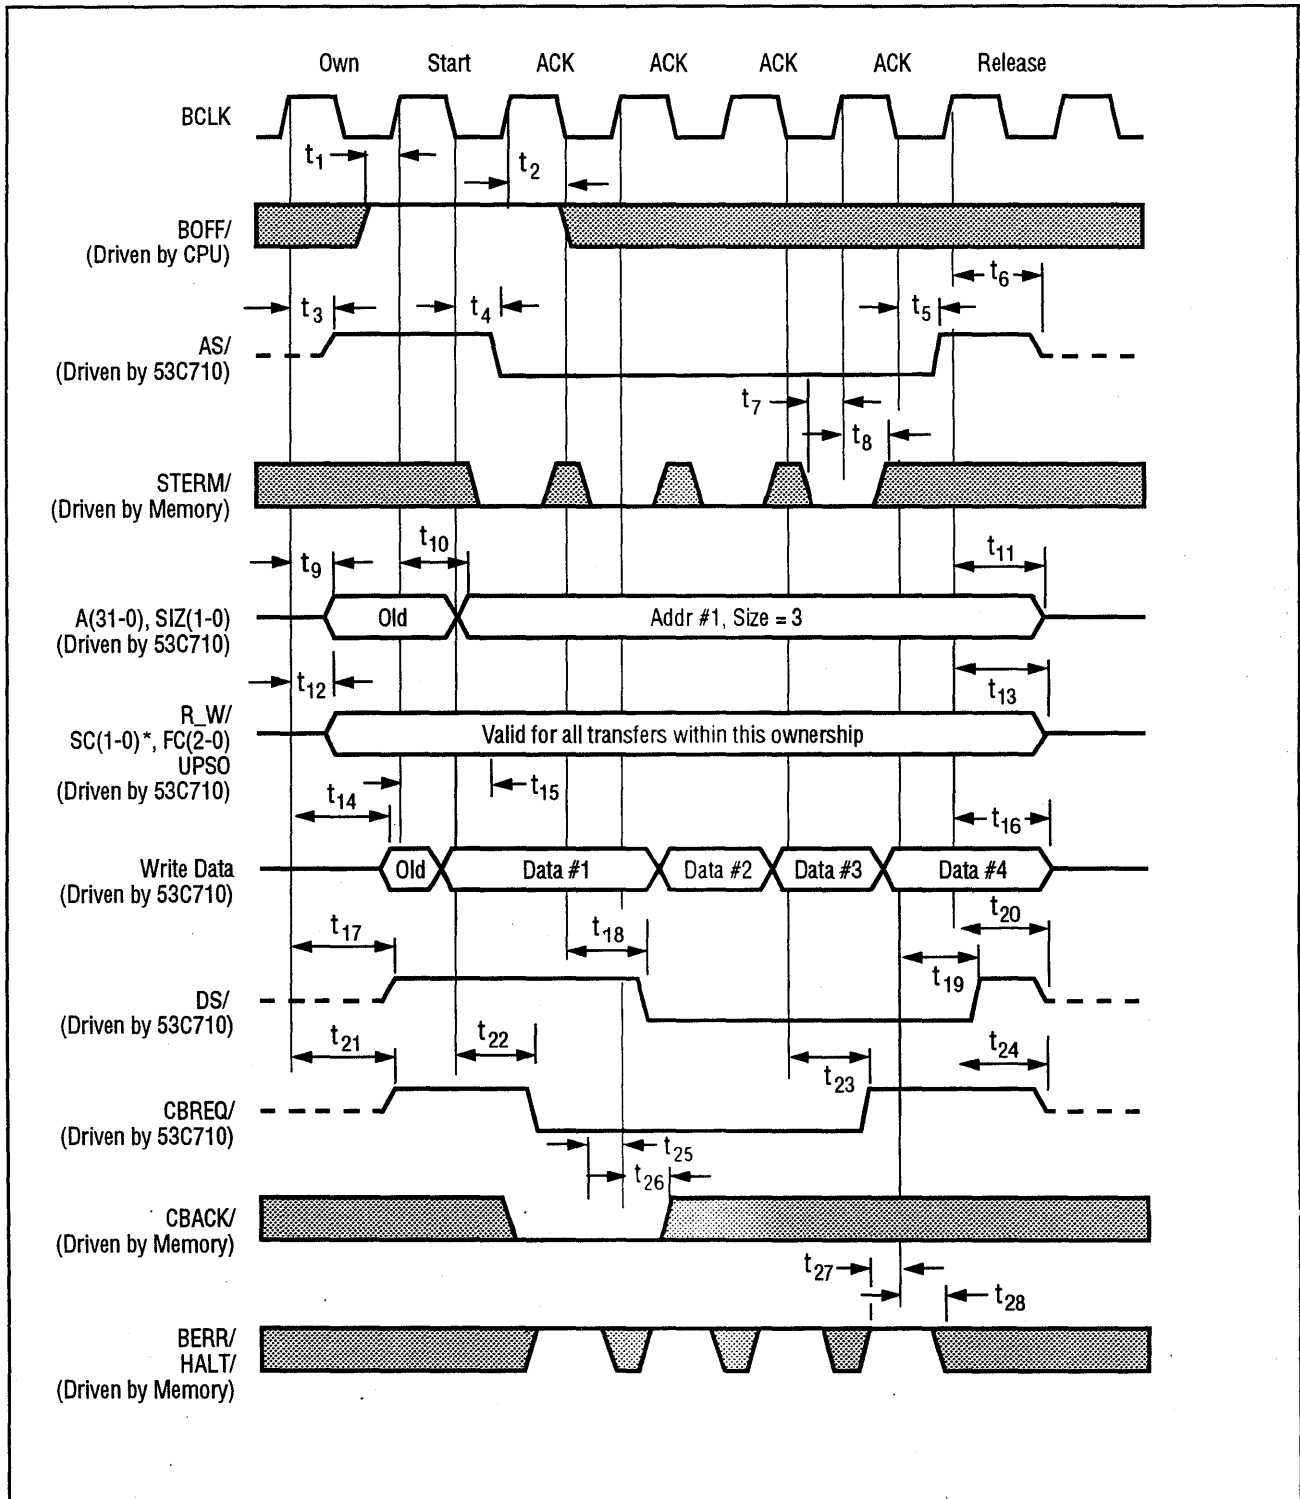 Own Start ACK ACK ACK ACK Release
BCLK
t1
t2
BOFF/
(Driven by CPU)
t6
t3 t4 t5
AS/
(Driven by 53C710)
t7
t8
STERM/
(Driven by Memory)
t10 t11
t9
A(31-0), SIZ(1-0) Old Addr #1, Size = 3
(Driven by 53C710)
t12 t13
R_W/
SC(1-0)*, FC(2-0) Valid for all transfers within this ownership
UPSO
(Driven by 53C710)
t15
t14 t16
Write Data Old Data #1 Data #2 Data #3 Data #4
(Driven by 53C710)
t17 t18 t20
t19
DS/
(Driven by 53C710)
t21 t22 t24
t23
CBREQ/
(Driven by 53C710)
t25
t26
CBACK/
(Driven by Memory)
t27
t28
BERR/
HALT/
(Driven by Memory)